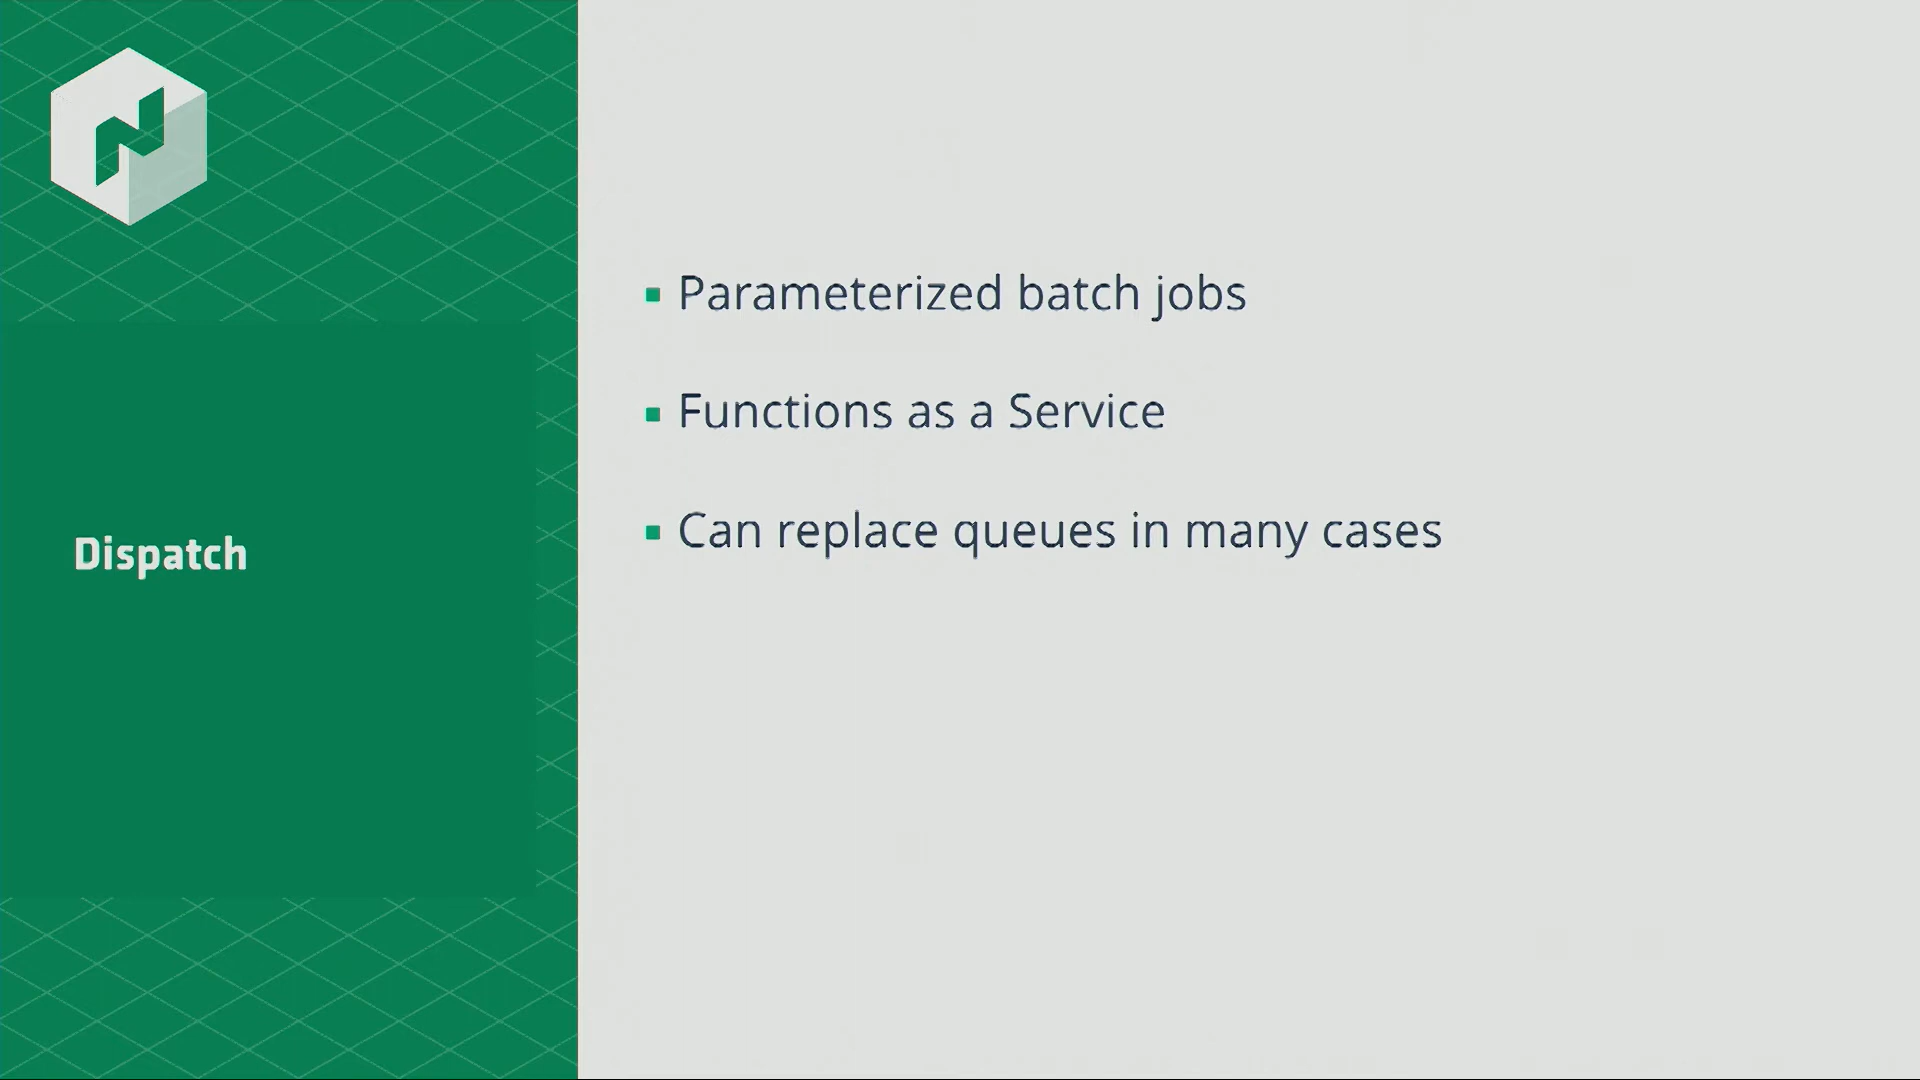 Dispatch
Parameterized batch jobs
Functions as a Service
Can replace queues in many cases